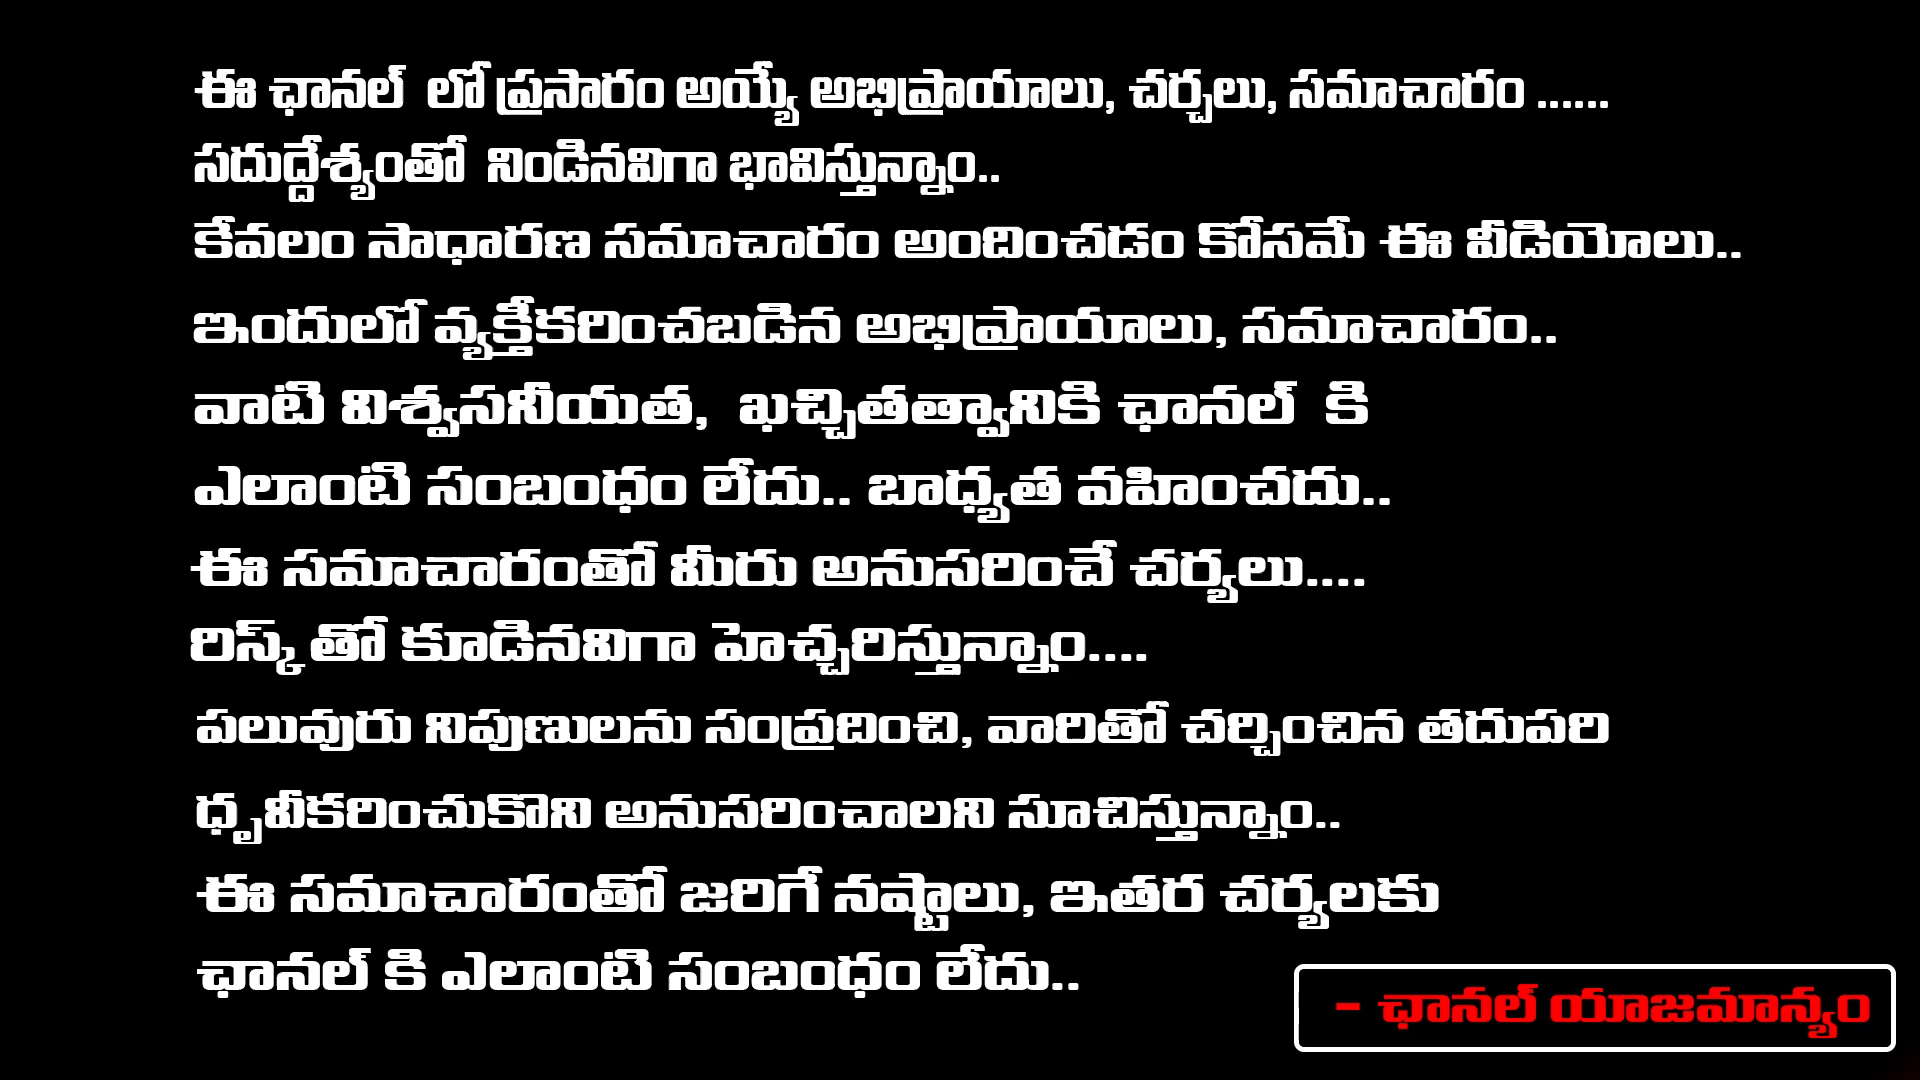 ఈ ఛానల్ లో ప్రసారం అయ్యే అభిప్రాయాలు, చర్చలు, సమాచారం ......
సదుద్దేశ్యంతో నిండినవిగా భావిస్తున్నాం..
కేవలం సాధారణ సమాచారం అందించడం కోసమే ఈ వీడియోలు..
ఇందులో వ్యక్తీకరించబడిన అభిప్రాయాలు, సమాచారం..
వాటి విశ్వసనీయత, ఖచ్చితత్వానికి ఛానల్ కి
ఎలాంటి సంబంధం లేదు.. బాధ్యత వహించదు..
ఈ సమాచారంతో మీరు అనుసరించే చర్యలు....
రిస్క్ తో కూడినవిగా హెచ్చరిస్తున్నాం....
పలువురు నిపుణులను సంప్రదించి, వారితో చర్చించిన తదుపరి
ధృవీకరించుకొని అనుసరించాలని సూచిస్తున్నాం..
ఈ సమాచారంతో జరిగే నష్టాలు, ఇతర చర్యలకు
ఛానల్ కి ఎలాంటి సంబంధం లేదు..
- ఛానల్ యాజమాన్యం